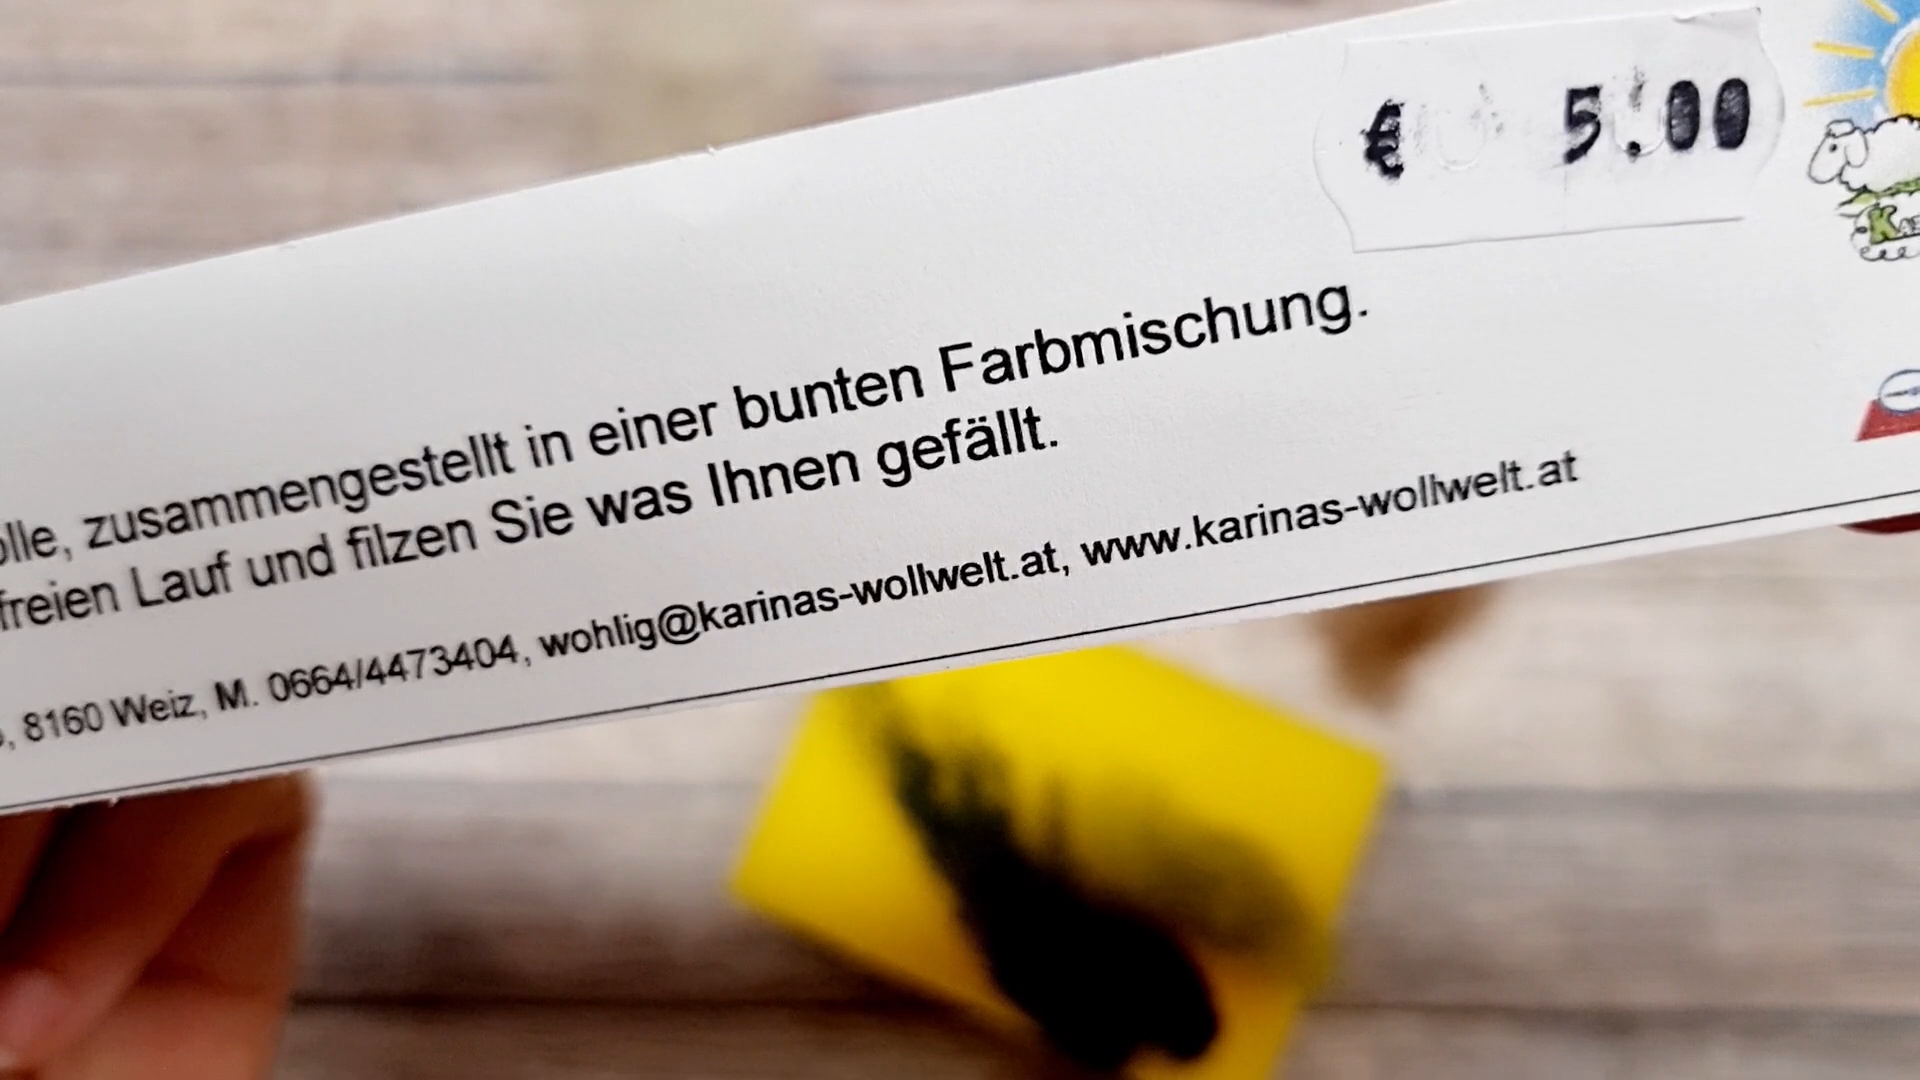 € 5.00
zusammengestellt in einer bunten Farbmischung.
freien Lauf und filzen Sie was Ihnen gefällt.
, 8160 Weiz, M. 0664/4473404, wohlig@karinas-wollwelt.at, www.karinas-wollwelt.at